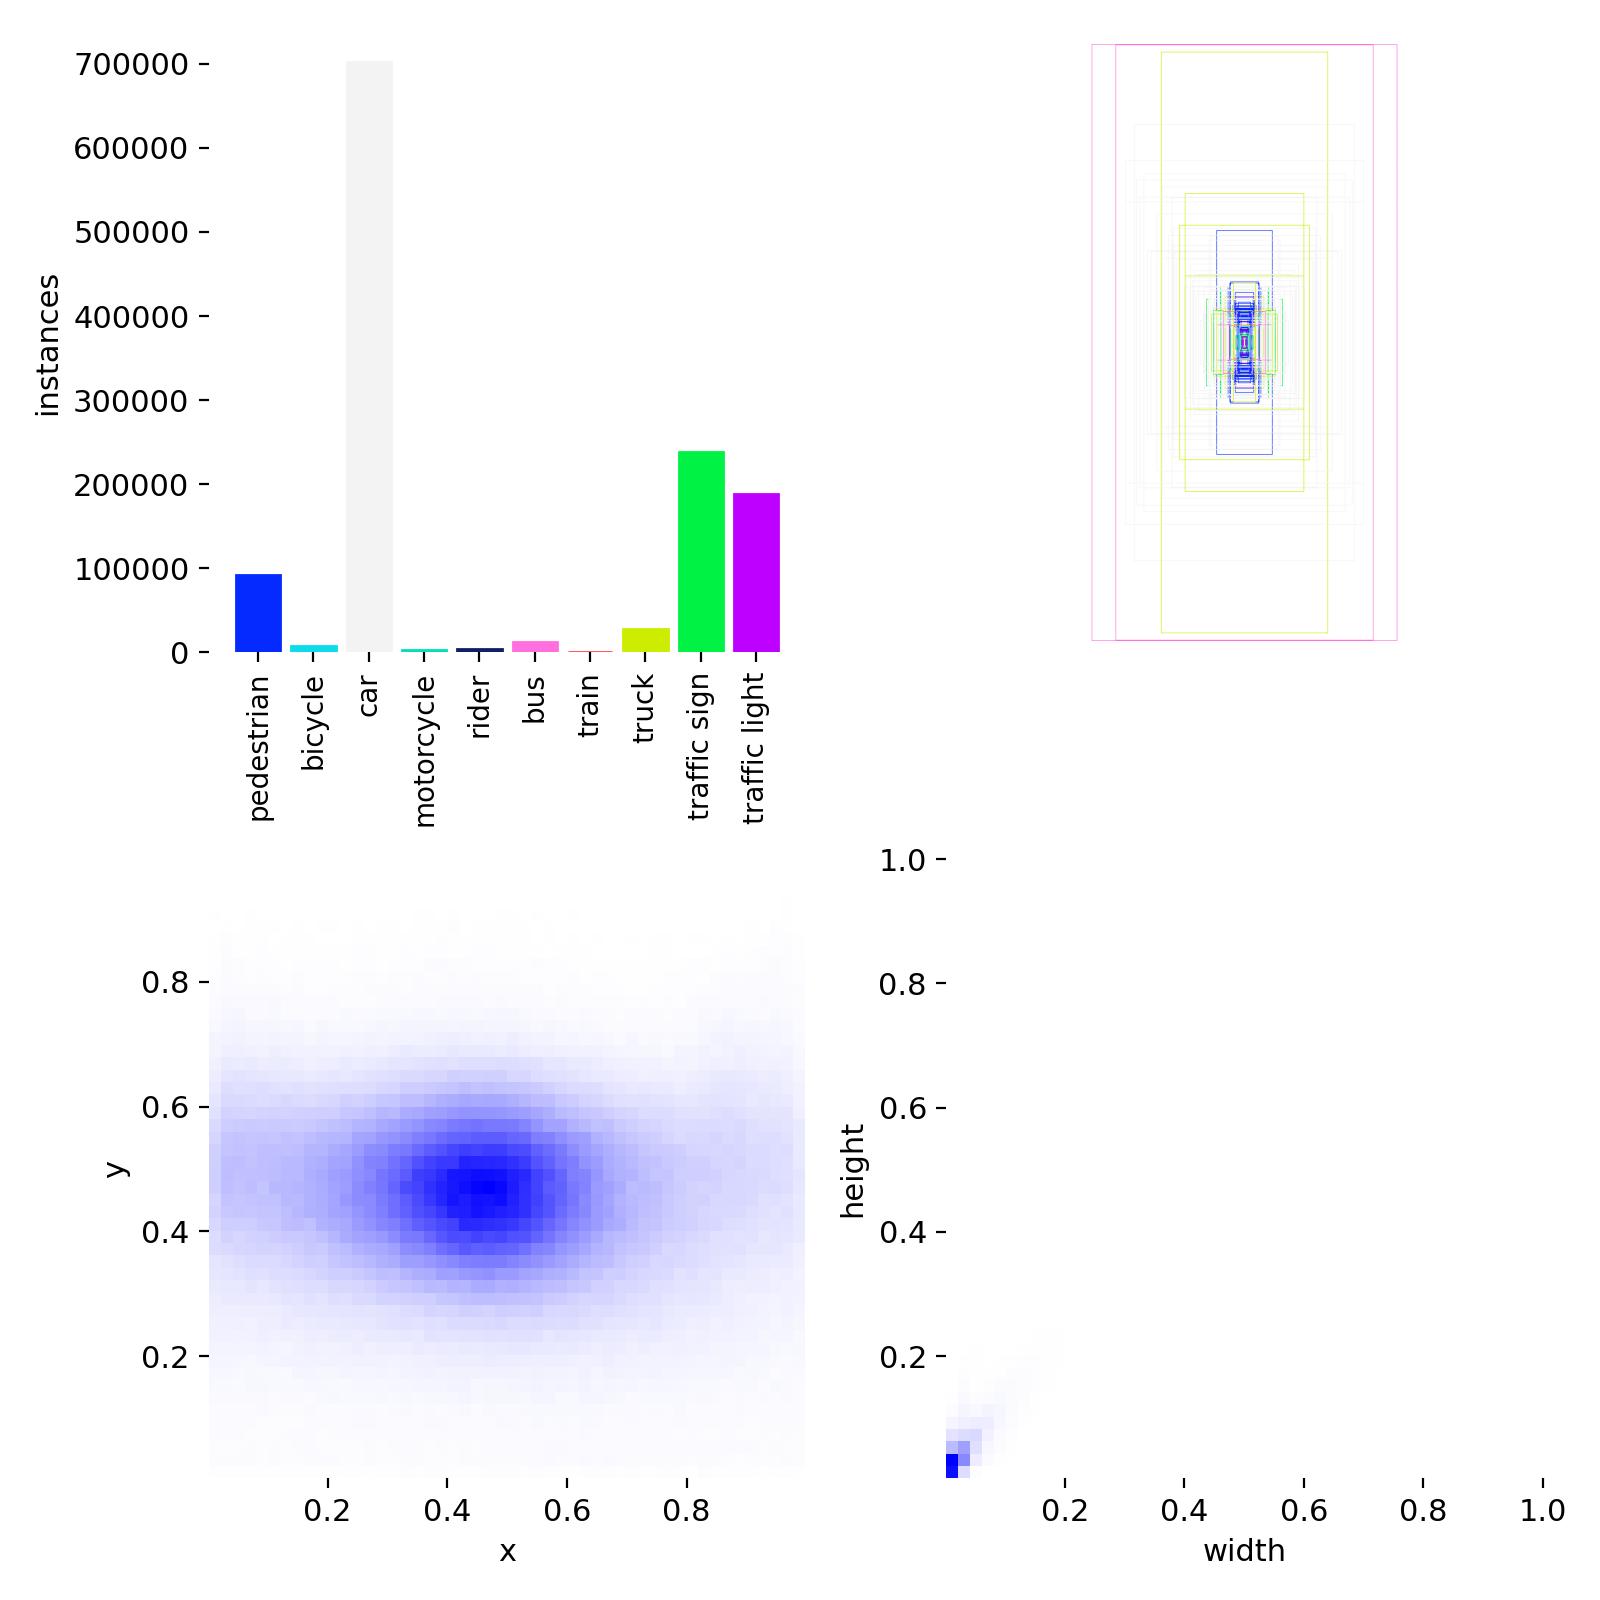 700000
600000
500000
400000
300000
200000
100000
0
instances
pedestrian
bicycle
car
motorcycle
rider
bus
train
truck
traffic sign
traffic light
0.8
0.6
0.4
0.2
y
0.2 0.4 0.6 0.8
x
1.0
0.8
0.6
0.4
0.2
height
0.2 0.4 0.6 0.8 1.0
width